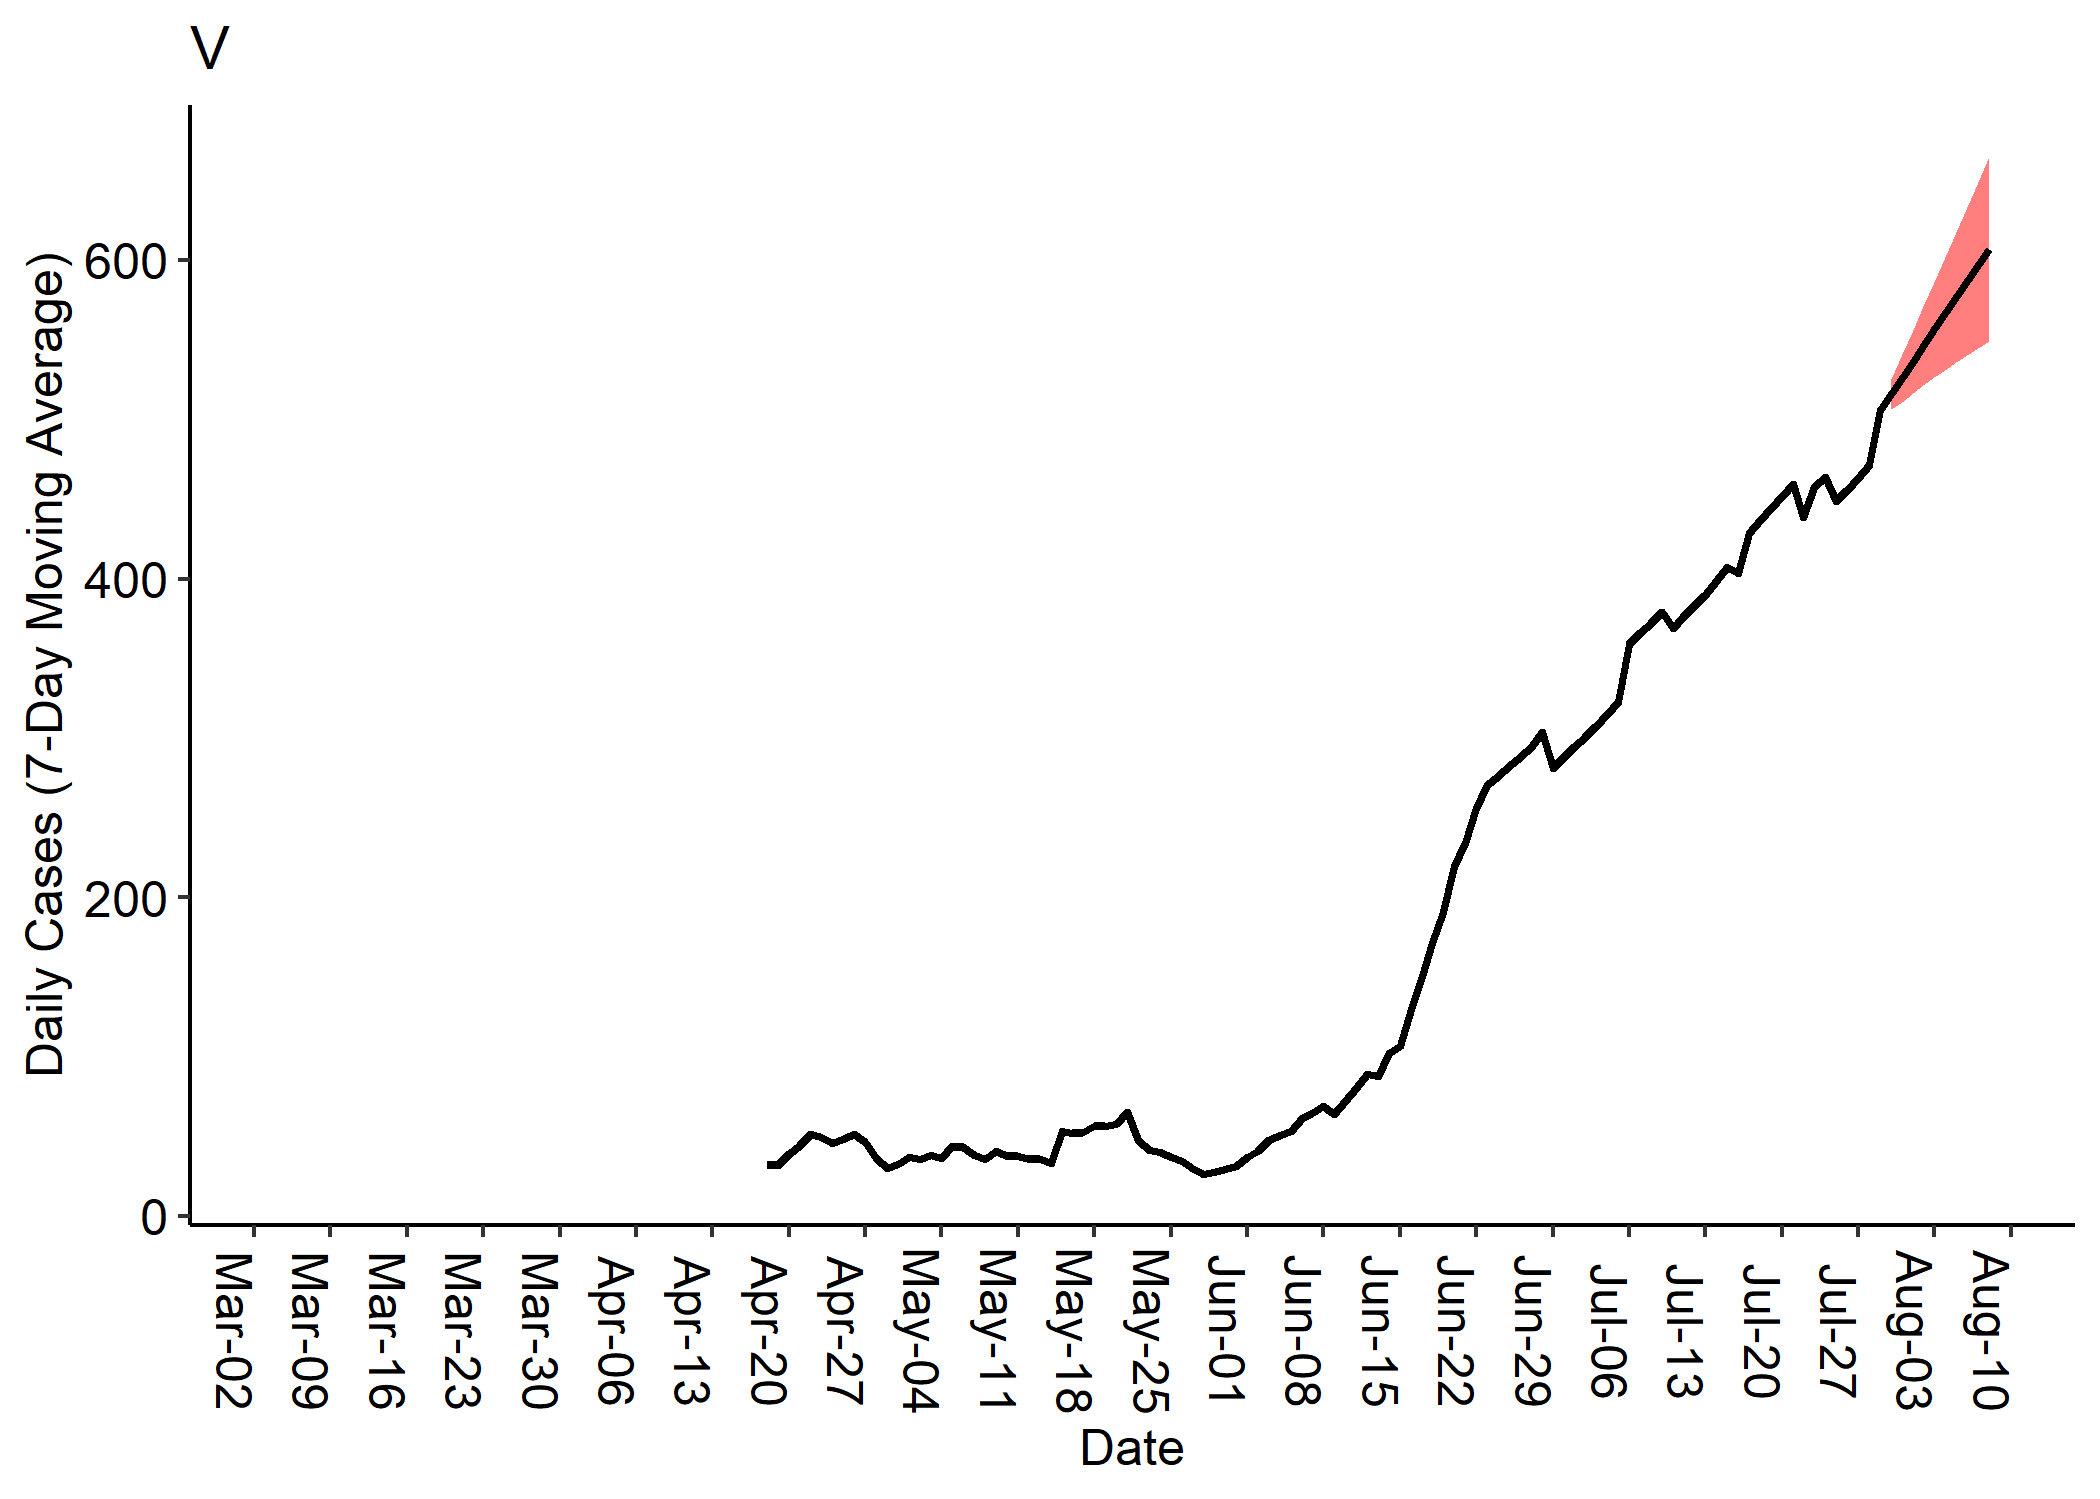 V
Daily Cases (7-Day Moving Average)
600
400
200
0
Mar-02
Mar-09
Mar-16
Mar-23
Mar-30
Apr-06
Apr-13
Apr-20
Apr-27
May-04
May-11
May-18
May-25
Jun-01
Jun-08
Jun-15
Jun-22
Jun-29
Jul-06
Jul-13
Jul-20
Jul-27
Aug-03
Aug-10
Date